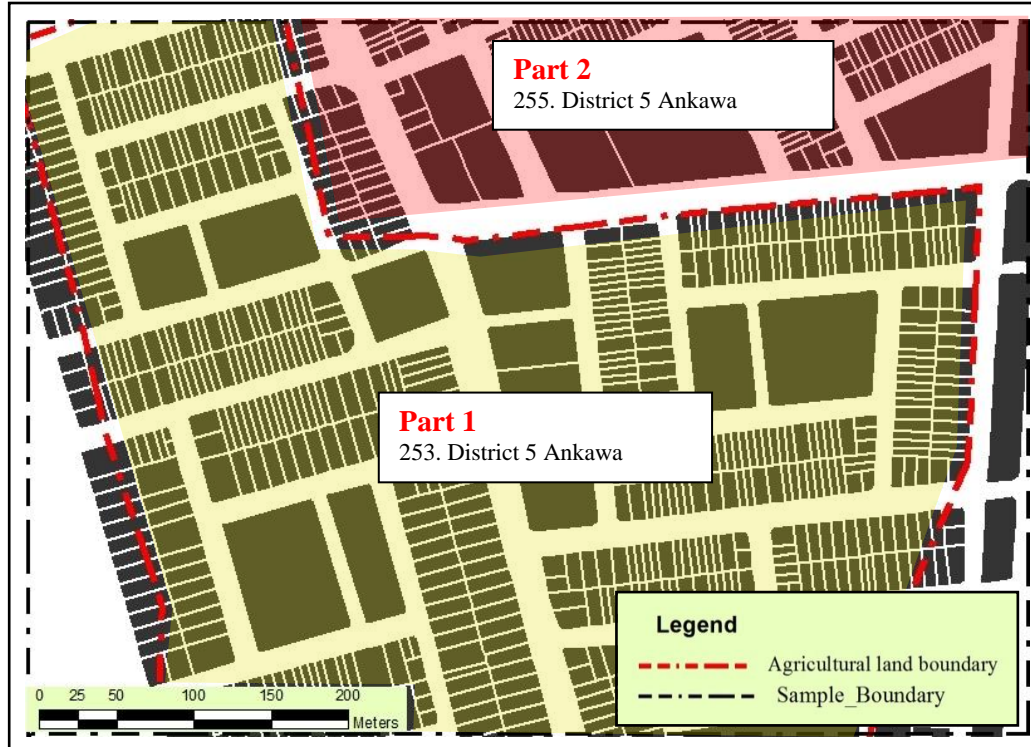 Part 2
255. District 5 Ankawa
Part 1
253. District 5 Ankawa
Legend
Agricultural land boundary
Sample_Boundary
0 25 50 100 150 200
Meters